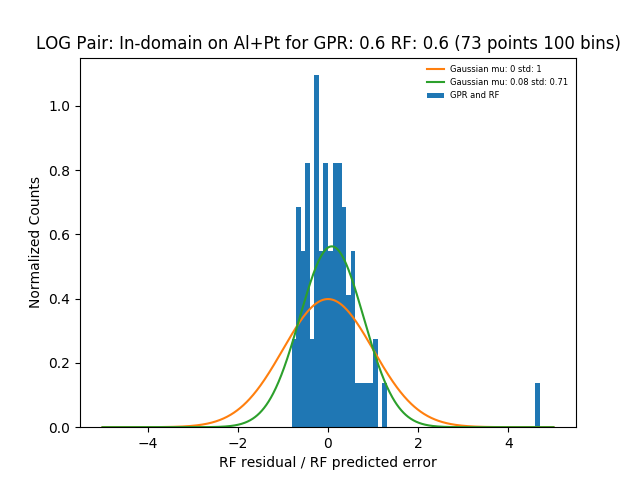 LOG Pair: In-domain on Al+Pt for GPR: 0.6 RF: 0.6 (73 points 100 bins)
Gaussian mu: 0 std: 1
Gaussian mu: 0.08 std: 0.71
GPR and RF
Normalized Counts
1.0
0.8
0.6
0.4
0.2
0.0
−4 −2 0 2 4
RF residual / RF predicted error